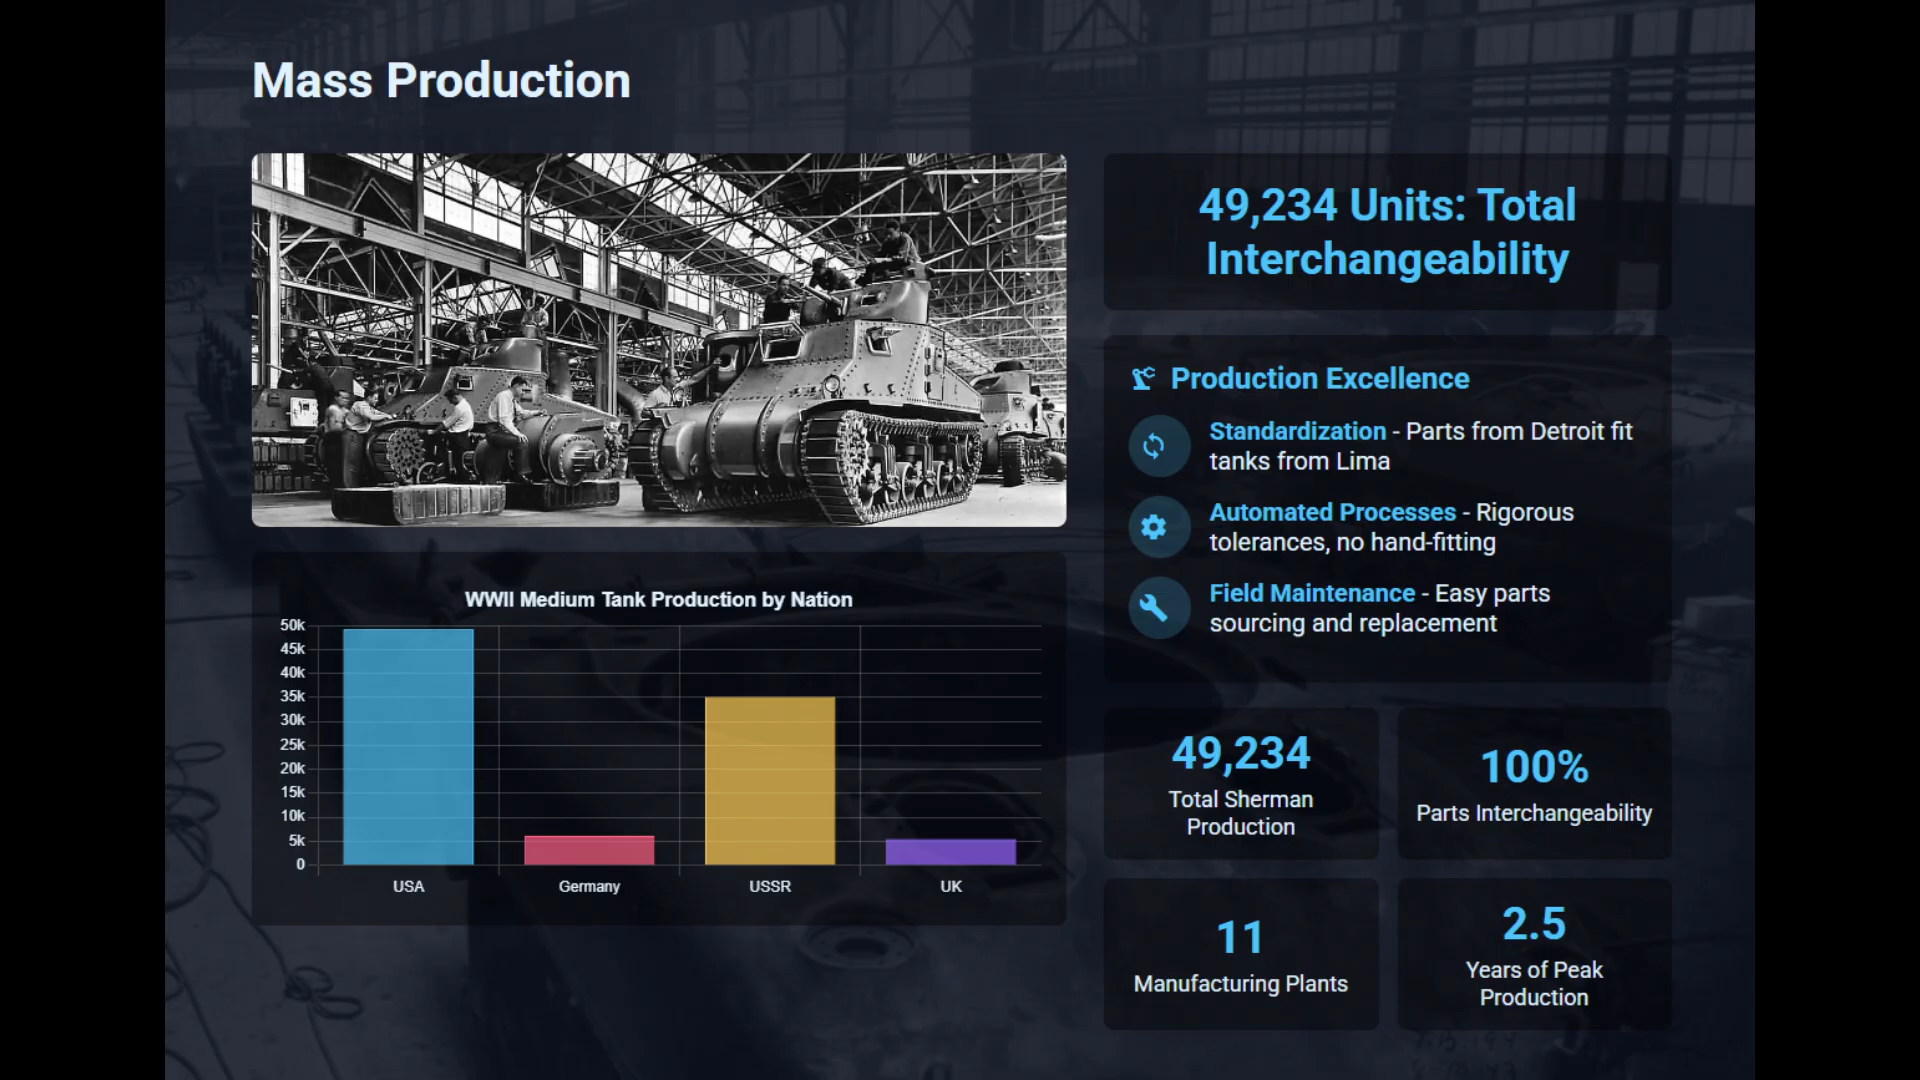 Mass Production
49,234 Units: Total
Interchangeability
Production Excellence
Standardization - Parts from Detroit fit
tanks from Lima
Automated Processes - Rigorous
tolerances, no hand-fitting
Field Maintenance - Easy parts
sourcing and replacement
WWII Medium Tank Production by Nation
50k
45k
40k
35k
30k
25k
20k
15k
10k
5k
0
USA
Germany
USSR
UK
49,234
Total Sherman
Production
100%
Parts Interchangeability
11
Manufacturing Plants
2.5
Years of Peak
Production